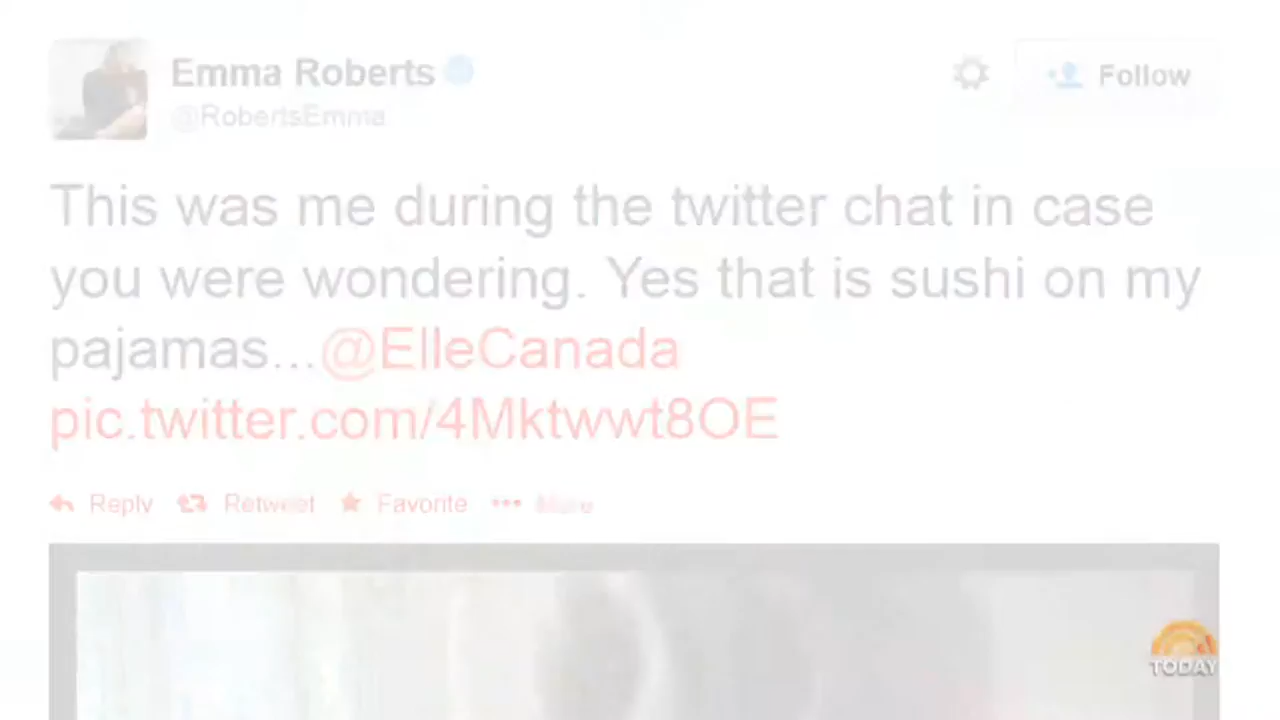 Emma Roberts
@RobertsEmma
Follow
This was me during the twitter chat in case
you were wondering. Yes that is sushi on my
pajamas...@ElleCanada
pic.twitter.com/4Mktwwt8OE
Reply Retweet Favorite More
TODAY